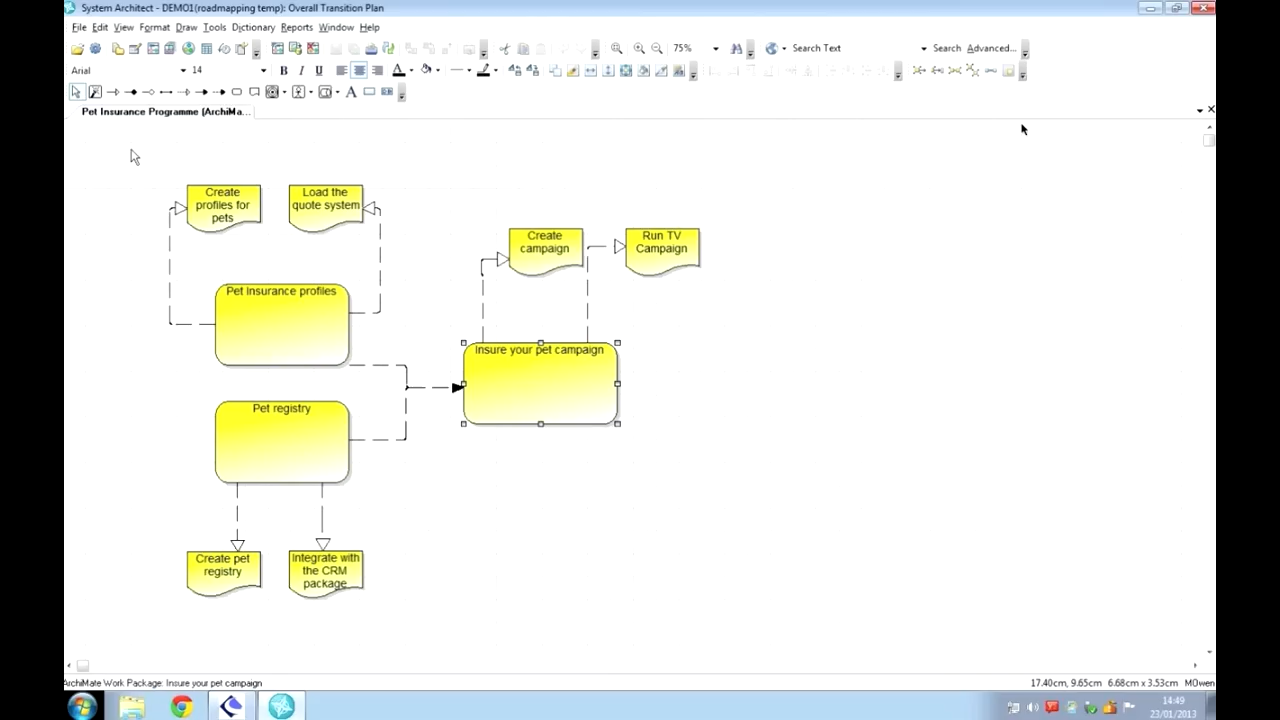 System Architect - DEMO1(roadmapping temp): Overall Transition Plan
File Edit View Format Draw Tools Dictionary Reports Window Help
75% Search Text Search Advanced...
Arial 14 B I U A
A
Pet Insurance Programme (ArchiMa...
Create
profiles for
pets
Load the
quote system
Create
campaign
Run TV
Campaign
Pet Insurance profiles
Insure your pet campaign
Pet registry
Create pet
registry
Integrate with
the CRM
package
ArchiMate Work Package: Insure your pet campaign
17.40cm, 9.65cm 6.68cm x 3.53cm MOwen
14:49
23/01/2013